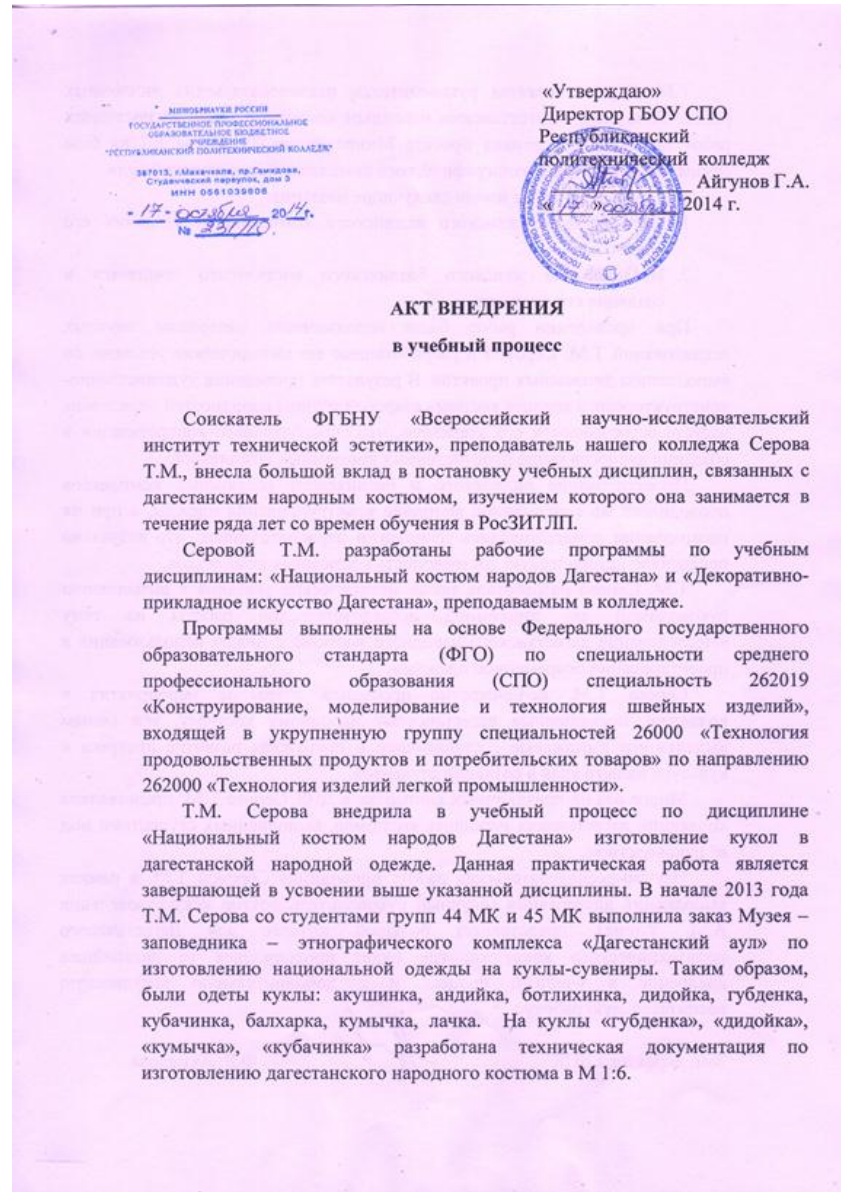 МИНОБРНАУКИ РОССИИ
ГОСУДАРСТВЕННОЕ ПРОФЕССИОНАЛЬНОЕ
ОБРАЗОВАТЕЛЬНОЕ БЮДЖЕТНОЕ
УЧРЕЖДЕНИЕ
"РЕСПУБЛИКАНСКИЙ ПОЛИТЕХНИЧЕСКИЙ КОЛЛЕДЖ"
367013, г.Махачкала, пр.Гамидова,
Студенческий переулок, дом 3
ИНН 0561039606
- 17 - октября 2014г.
№ 231/ПО
«Утверждаю»
Директор ГБОУ СПО
Республиканский
политехнический колледж
Айгунов Г.А.
« 17 » октября 2014 г.
АКТ ВНЕДРЕНИЯ
в учебный процесс
Соискатель ФГБНУ «Всероссийский научно-исследовательский
институт технической эстетики», преподаватель нашего колледжа Серова
Т.М., внесла большой вклад в постановку учебных дисциплин, связанных с
дагестанским народным костюмом, изучением которого она занимается в
течение ряда лет со времен обучения в РосЗИТЛП.
Серовой Т.М. разработаны рабочие программы по учебным
дисциплинам: «Национальный костюм народов Дагестана» и «Декоративно-
прикладное искусство Дагестана», преподаваемым в колледже.
Программы выполнены на основе Федерального государственного
образовательного стандарта (ФГО) по специальности среднего
профессионального образования (СПО) специальность 262019
«Конструирование, моделирование и технология швейных изделий»,
входящей в укрупненную группу специальностей 26000 «Технология
продовольственных продуктов и потребительских товаров» по направлению
262000 «Технология изделий легкой промышленности».
Т.М. Серова внедрила в учебный процесс по дисциплине
«Национальный костюм народов Дагестана» изготовление кукол в
дагестанской народной одежде. Данная практическая работа является
завершающей в усвоении выше указанной дисциплины. В начале 2013 года
Т.М. Серова со студентами групп 44 МК и 45 МК выполнила заказ Музея –
заповедника – этнографического комплекса «Дагестанский аул» по
изготовлению национальной одежды на куклы-сувениры. Таким образом,
были одеты куклы: акушинка, андийка, ботлихинка, дидойка, губденка,
кубачинка, балхарка, кумычка, лачка. На куклы «губденка», «дидойка»,
«кумычка», «кубачинка» разработана техническая документация по
изготовлению дагестанского народного костюма в М 1:6.